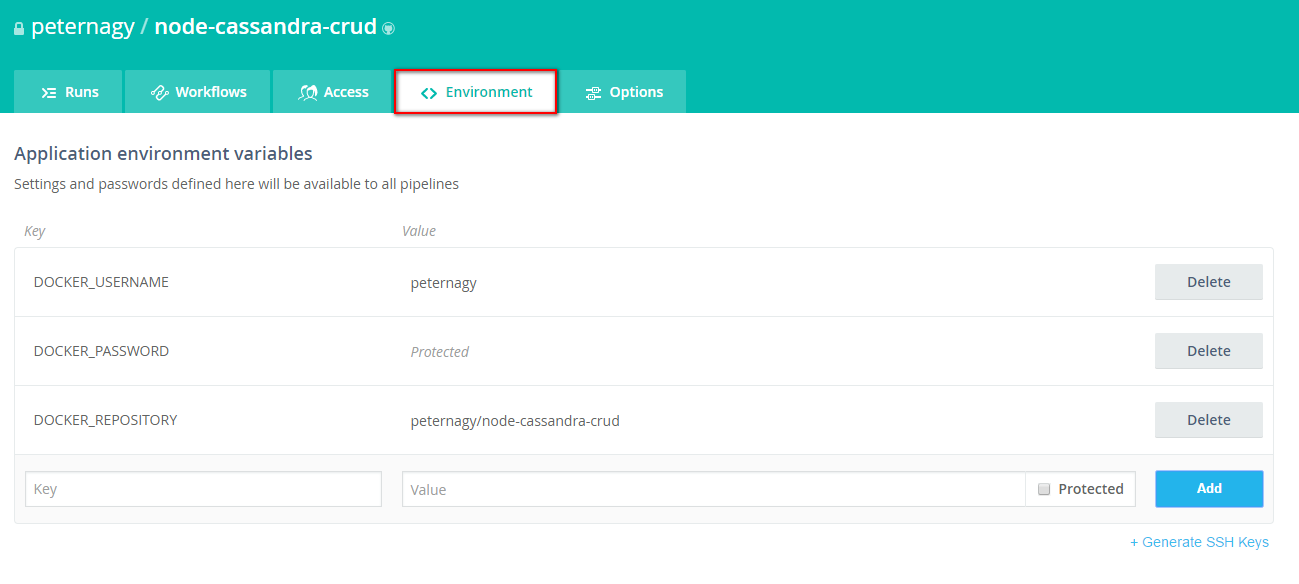 peternagy / node-cassandra-crud
Runs Workflows Access Environment Options
Application environment variables
Settings and passwords defined here will be available to all pipelines
Key Value
DOCKER_USERNAME peternagy Delete
DOCKER_PASSWORD Protected Delete
DOCKER_REPOSITORY peternagy/node-cassandra-crud Delete
Key Value Protected Add
+ Generate SSH Keys